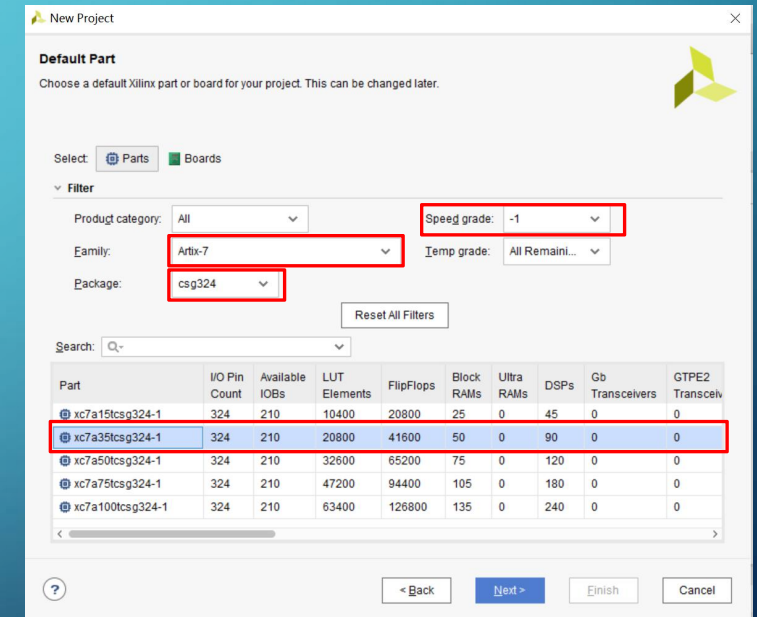 New Project
Default Part
Choose a default Xilinx part or board for your project. This can be changed later.
Select: Parts Boards
Filter
Product category: All Speed grade: -1
Family: Artix-7 Temp grade: All Remaini...
Package: csg324
Reset All Filters
Search: Q-
Part I/O Pin Count Available IOBs LUT Elements FlipFlops Block RAMs Ultra RAMs DSPs Gb Transceivers GTPE2 Transceiv
xc7a15tcsg324-1 324 210 10400 20800 25 0 45 0 0
xc7a35tcsg324-1 324 210 20800 41600 50 0 90 0 0
xc7a50tcsg324-1 324 210 32600 65200 75 0 120 0 0
xc7a75tcsg324-1 324 210 47200 94400 105 0 180 0 0
xc7a100tcsg324-1 324 210 63400 126800 135 0 240 0 0
? < Back Next > Finish Cancel